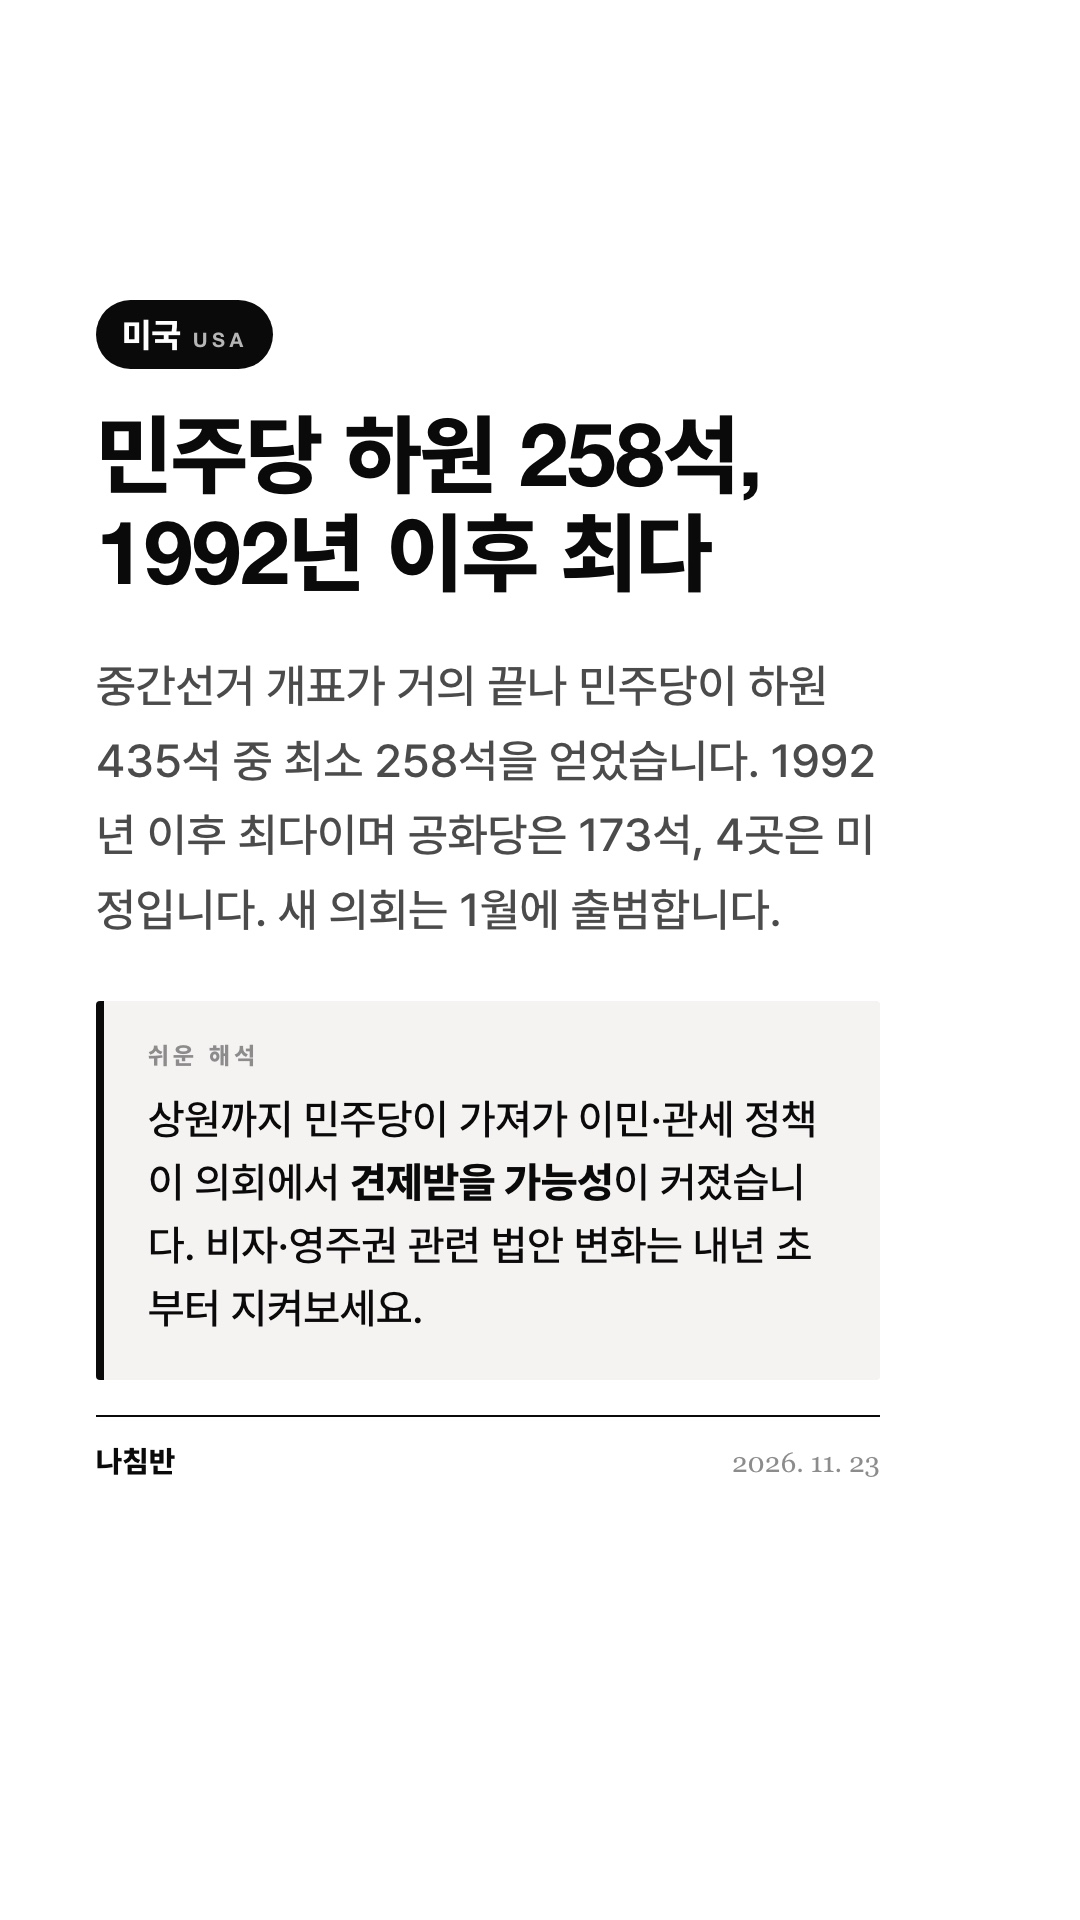 미국 USA
민주당 하원 258석,
1992년 이후 최다
중간선거 개표가 거의 끝나 민주당이 하원
435석 중 최소 258석을 얻었습니다. 1992
년 이후 최다이며 공화당은 173석, 4곳은 미
정입니다. 새 의회는 1월에 출범합니다.
쉬운 해석
상원까지 민주당이 가져가 이민·관세 정책
이 의회에서 견제받을 가능성이 커졌습니
다. 비자·영주권 관련 법안 변화는 내년 초
부터 지켜보세요.
나침반
2026. 11. 23